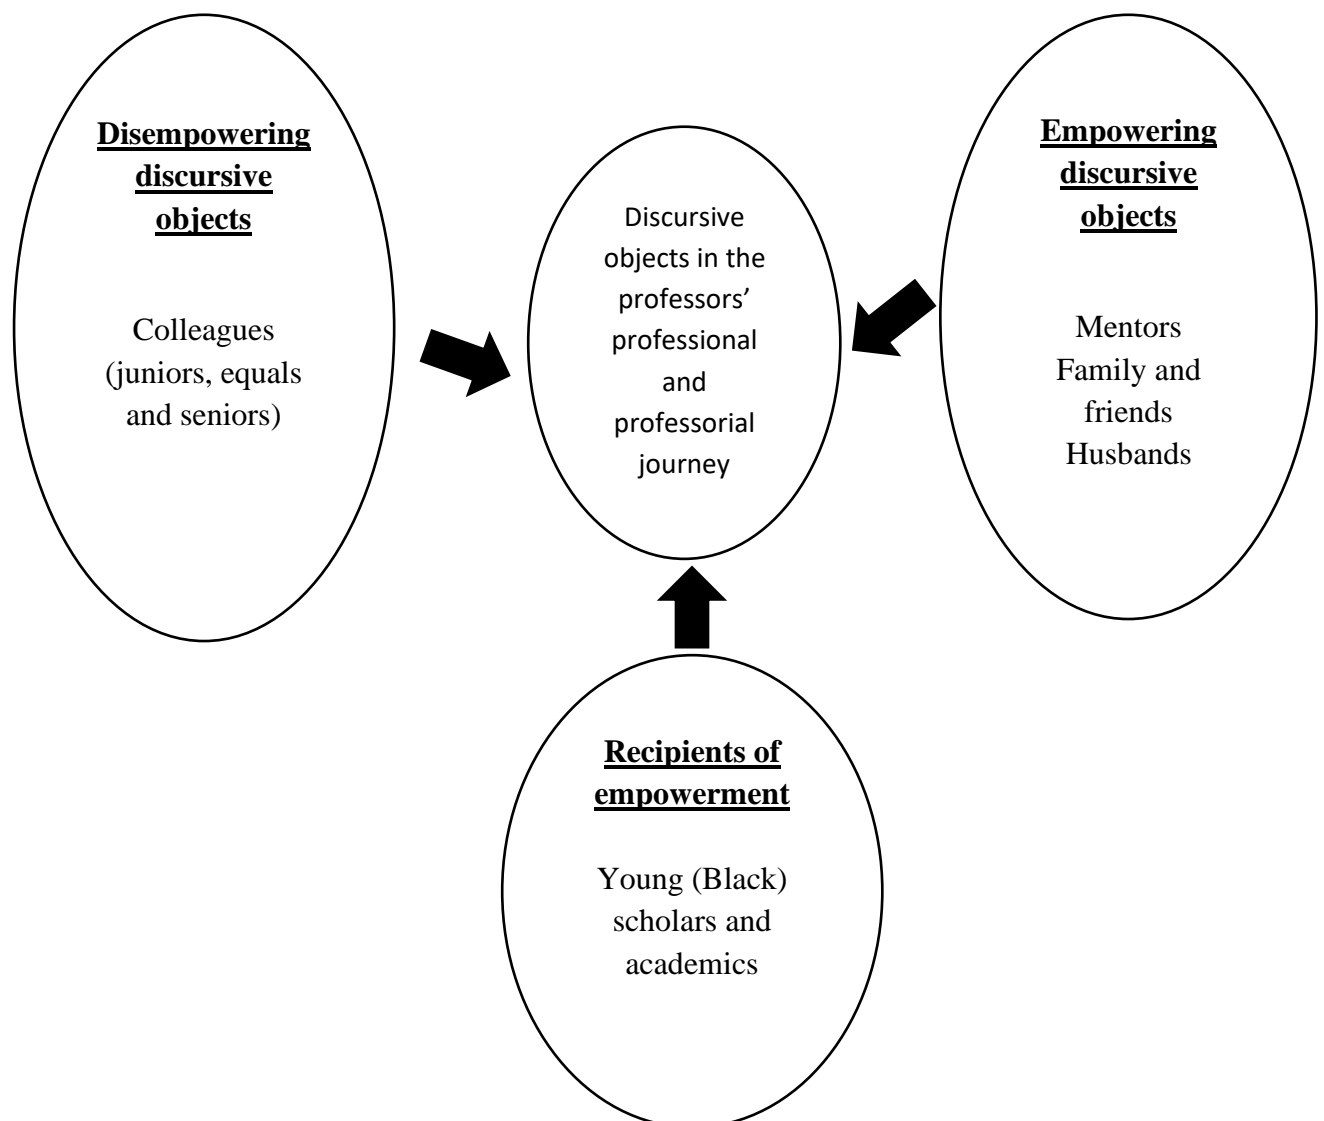 Disempowering
discursive
objects
Colleagues
(juniors, equals
and seniors)
Discursive
objects in the
professors’
professional
and
professorial
journey
Empowering
discursive
objects
Mentors
Family and
friends
Husbands
Recipients of
empowerment
Young (Black)
scholars and
academics